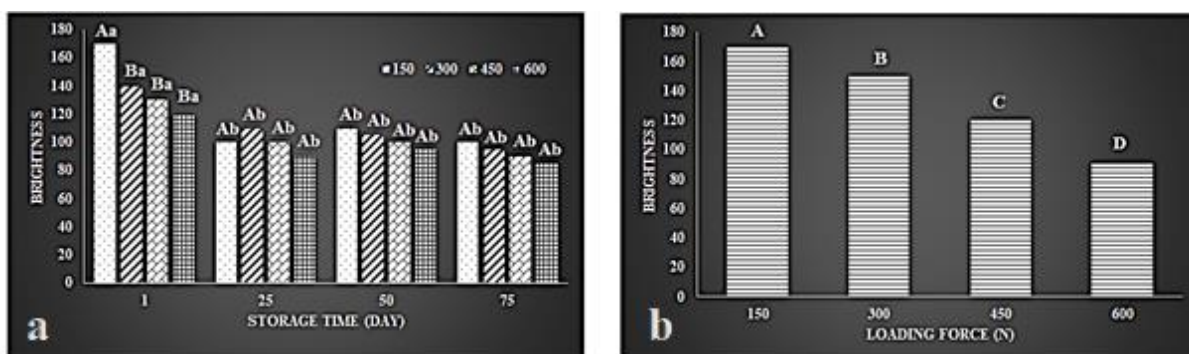 180
160
140
120
100
80
60
40
20
0
BRIGHTNESS
Aa
Ba
Ba
Ba
Ab
Ab
Ab
Ab
Ab
Ab
Ab
Ab
Ab
Ab
Ab
Ab
150 300 450 600
1 25 50 75
STORAGE TIME (DAY)
a
180
160
140
120
100
80
60
40
20
0
BRIGHTNESS
A
B
C
D
150 300 450 600
LOADING FORCE (N)
b